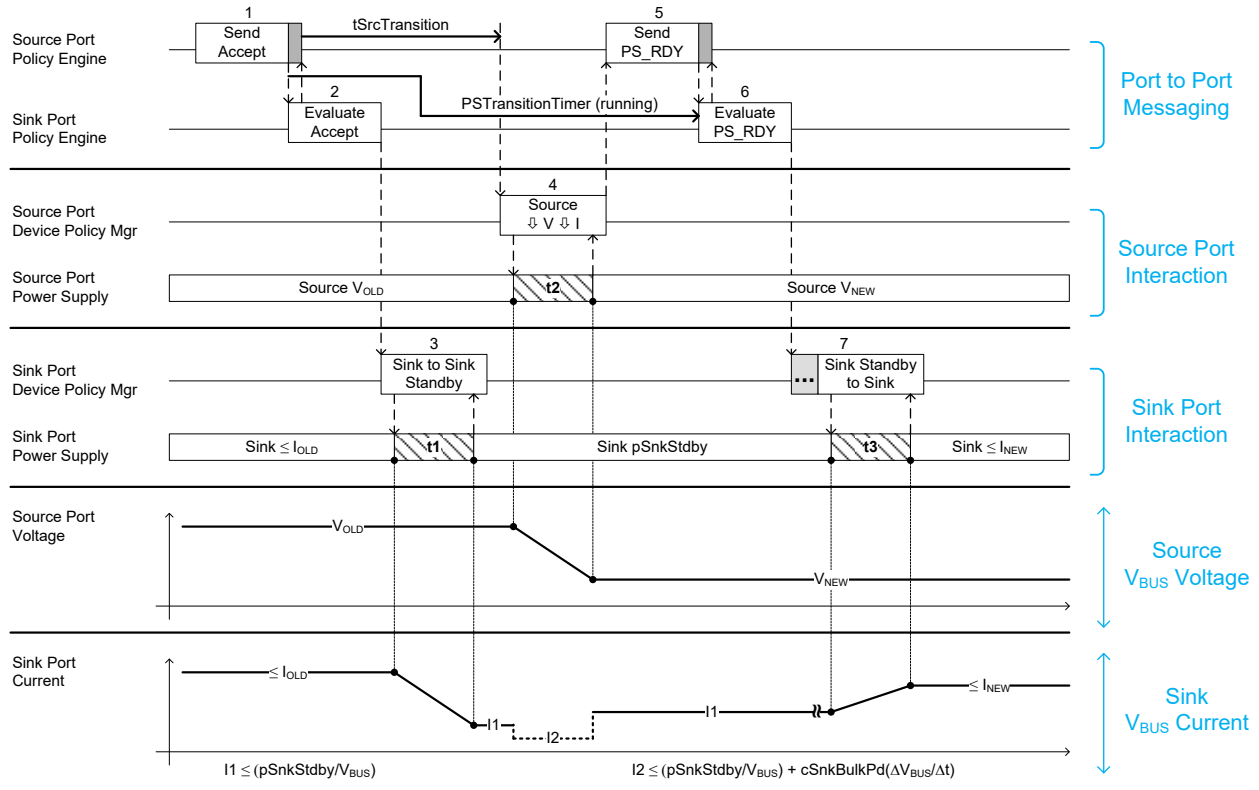 1
Send
Accept
tSrcTransition
5
Send
PS_RDY
Source Port
Policy Engine
2
Evaluate
Accept
PSTransitionTimer (running)
6
Evaluate
PS_RDY
Sink Port
Policy Engine
Port to Port
Messaging
4
Source
⇩ V ⇩ I
Source Port
Device Policy Mgr
Source Port
Power Supply
Source VOLD
t2
Source VNEW
Source Port
Interaction
3
Sink to Sink
Standby
7
...
Sink Standby
to Sink
Sink Port
Device Policy Mgr
Sink Port
Power Supply
Sink ≤ IOLD
t1
Sink pSnkStdby
t3
Sink ≤ INEW
Sink Port
Interaction
Source Port
Voltage
VOLD
VNEW
Source
VBUS Voltage
Sink Port
Current
≤ IOLD
I1
I2
I1
≤ INEW
Sink
VBUS Current
I1 ≤ (pSnkStdby/VBUS)
I2 ≤ (pSnkStdby/VBUS) + cSnkBulkPd(ΔVBUS/Δt)